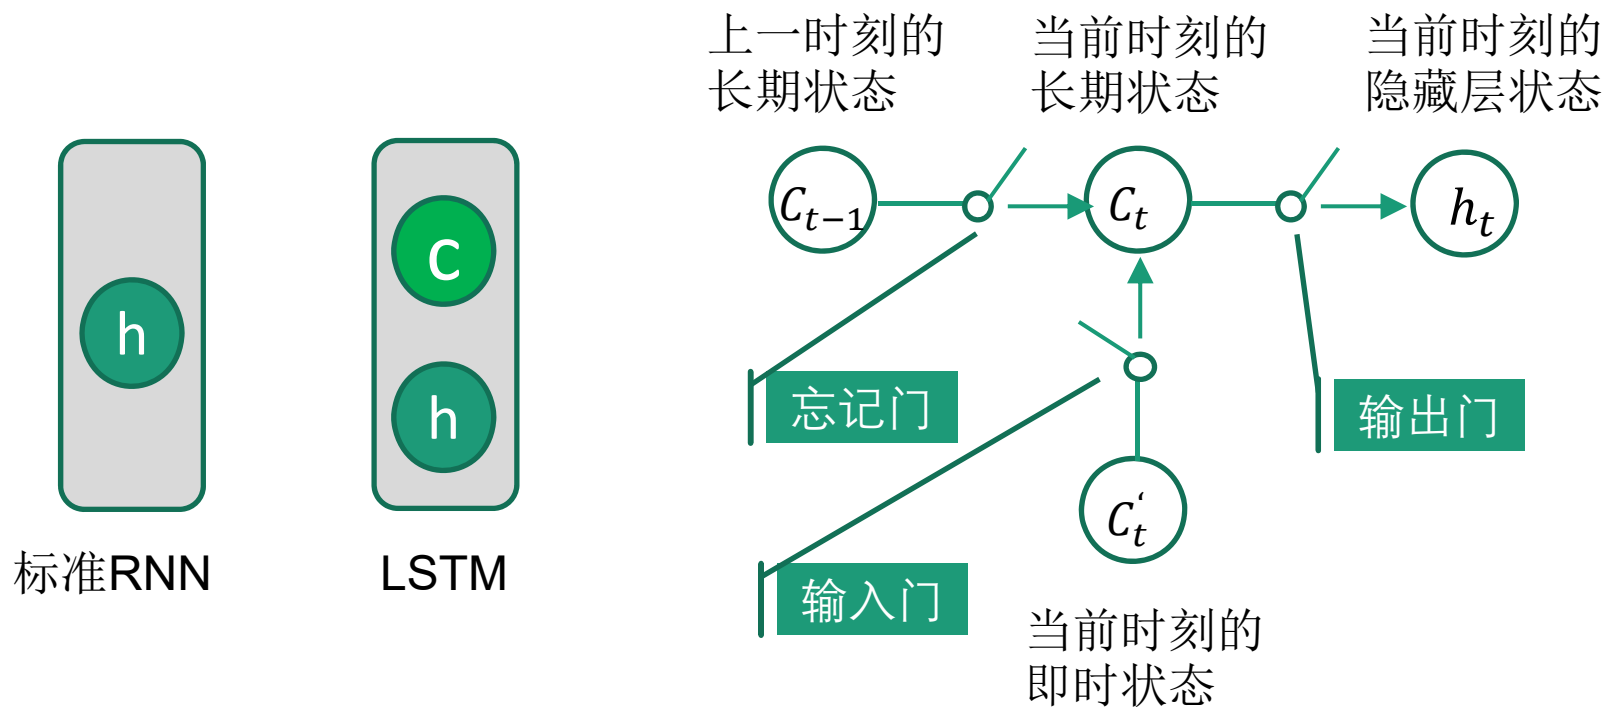 上一时刻的
长期状态
当前时刻的
长期状态
当前时刻的
隐藏层状态
h
标准RNN
C
h
LSTM
C_{t-1}
C_t
h_t
忘记门
输出门
C_t^‘
输入门
当前时刻的
即时状态